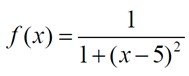 f(x) = 1 / (1 + (x − 5)²)